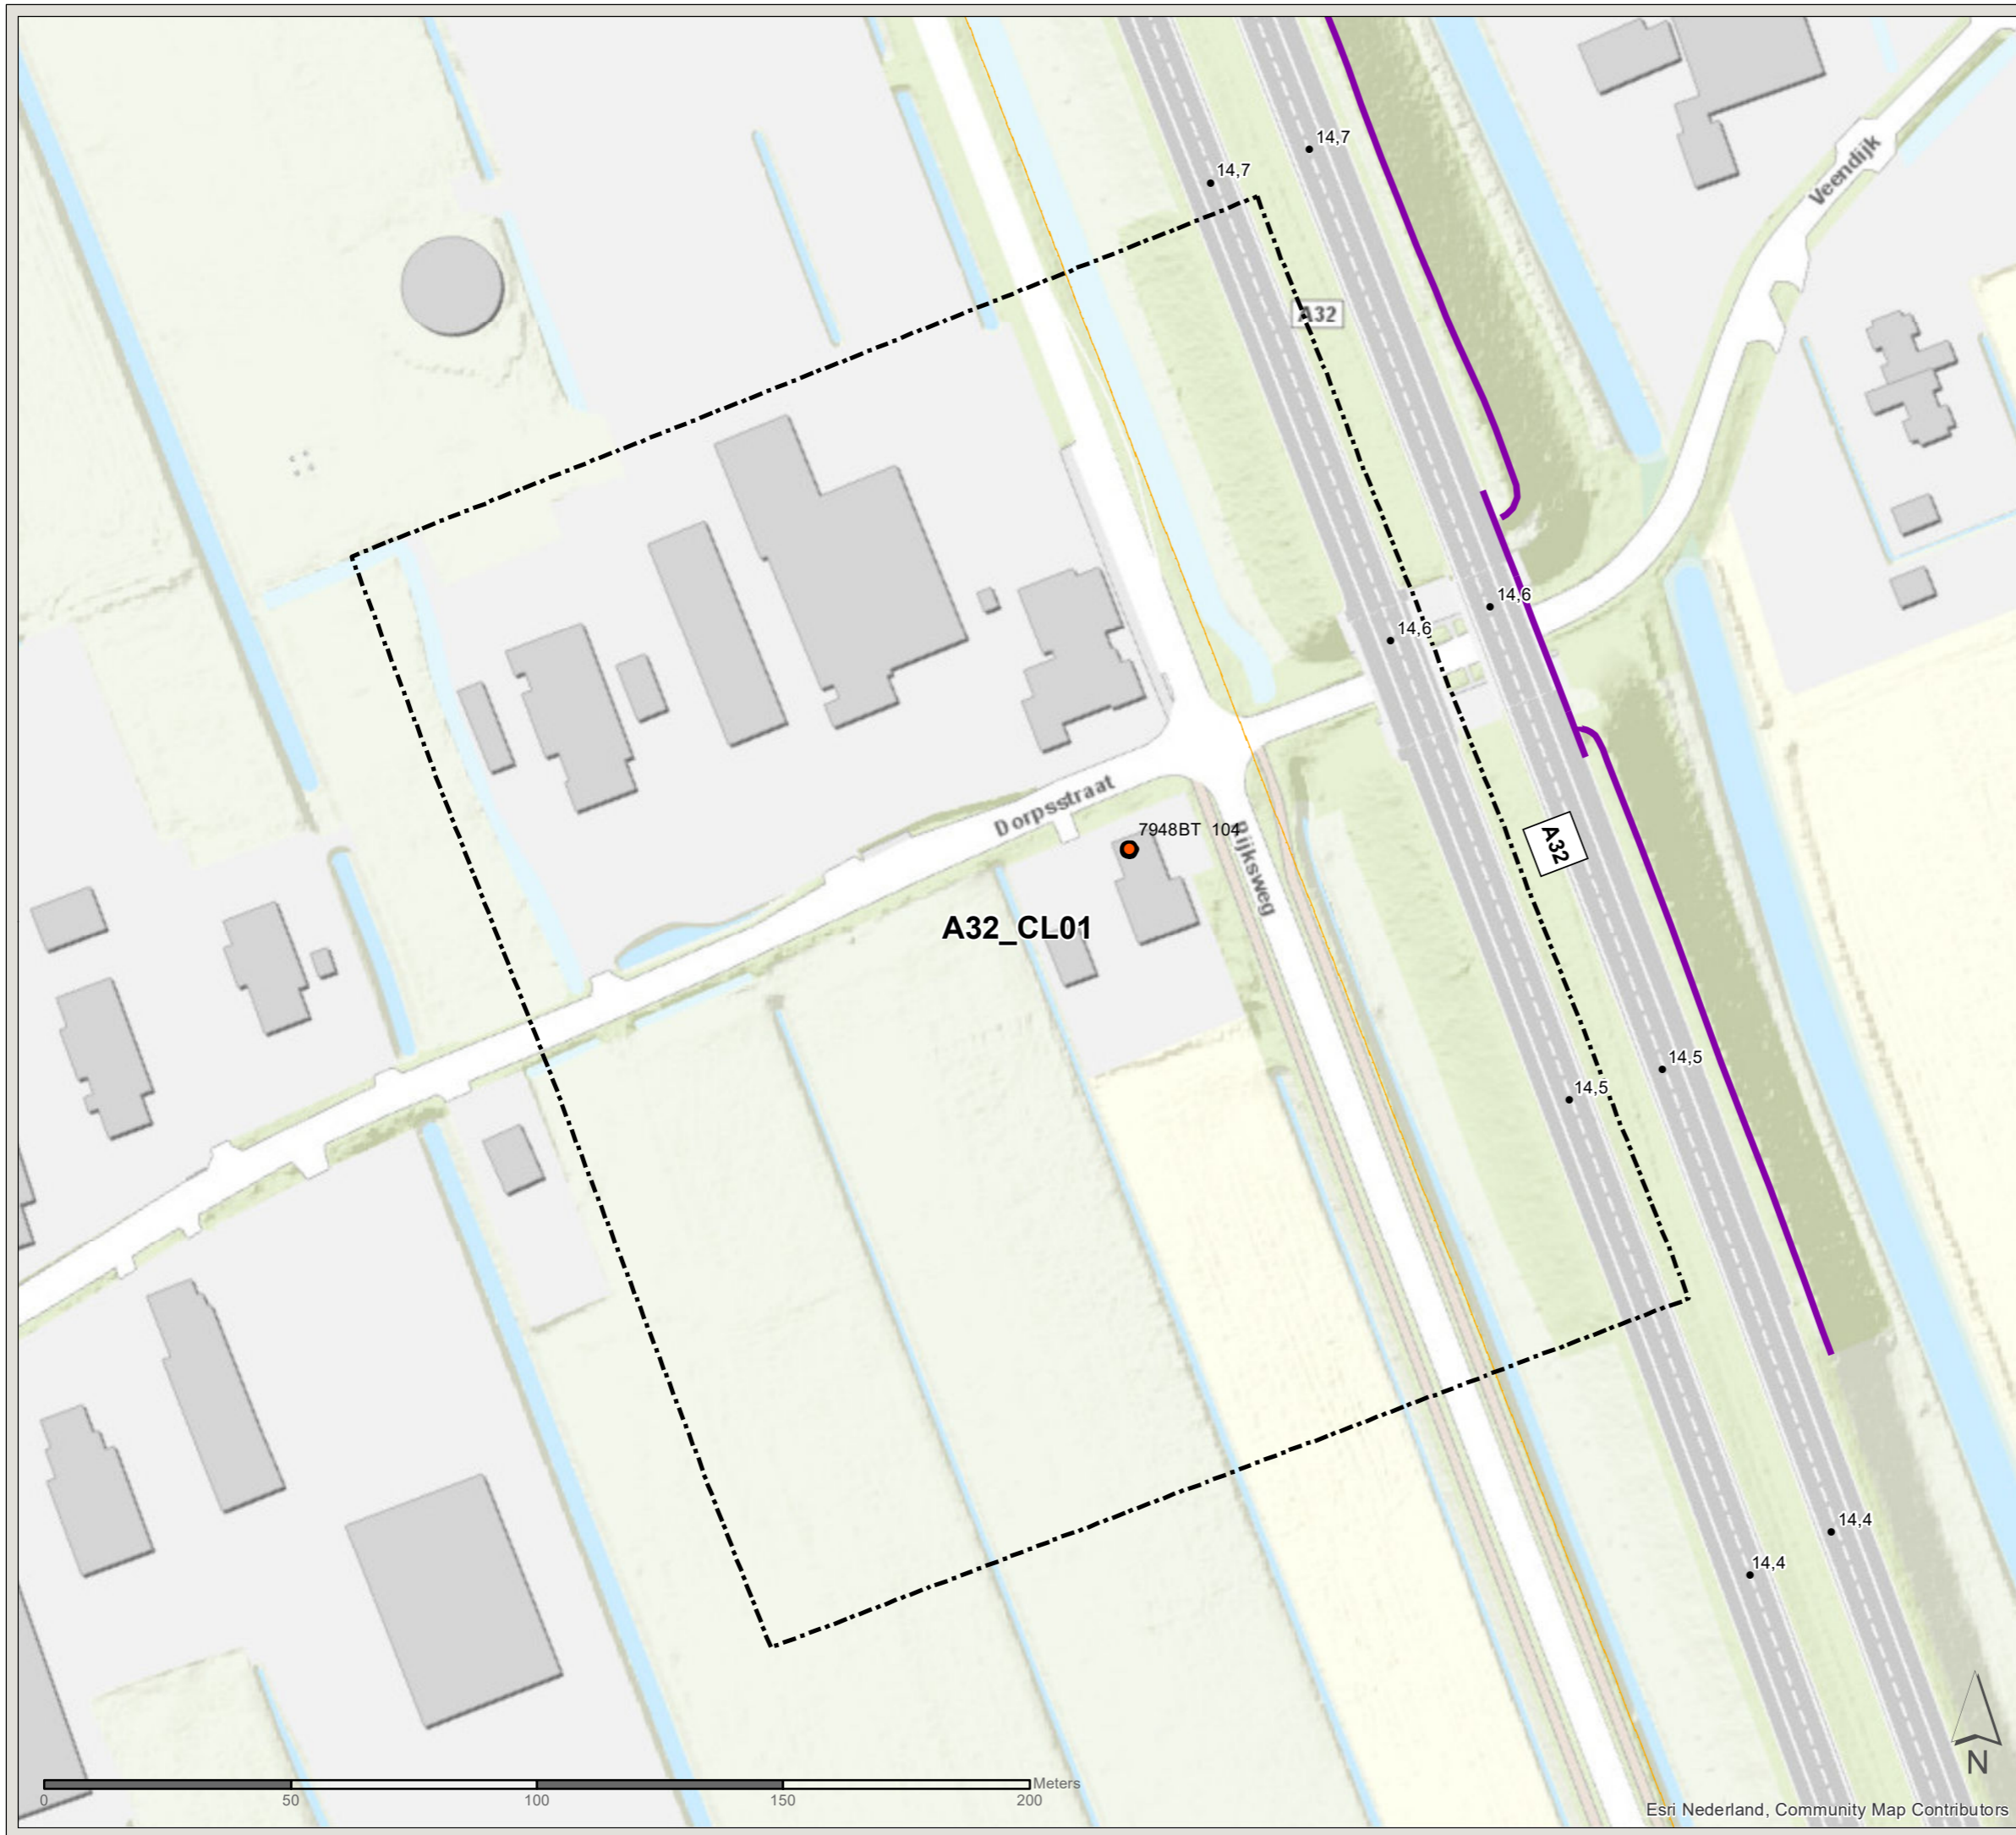 14,7
14,7
Veendijk
A32
14,6
14,6
Dorpsstraat
7948BT 104
Rijksweg
A32
A32_CL01
14,5
14,5
14,4
14,4
N
Meters
0 50 100 150 200
Esri Nederland, Community Map Contributors